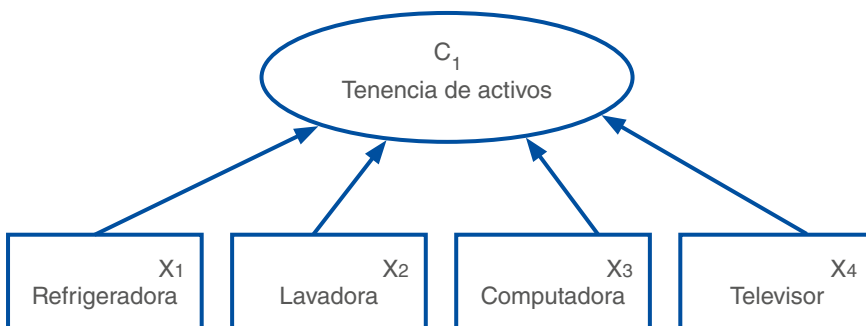 C1
Tenencia de activos
X1
Refrigeradora
X2
Lavadora
X3
Computadora
X4
Televisor